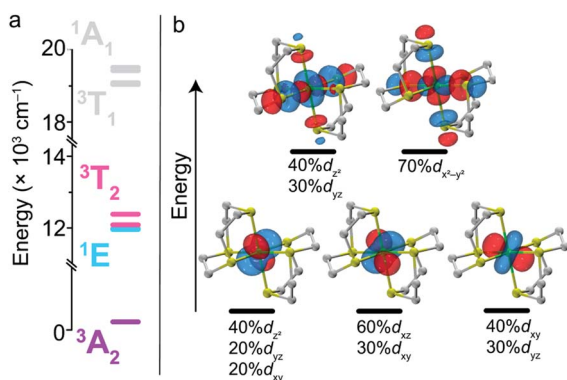 a
b
Energy (× 10³ cm⁻¹)
20
18
14
12
0
¹A₁
³T₁
³T₂
¹E
³A₂
Energy
40%d_z²
30%d_yz
70%d_x²–y²
40%d_z²
20%d_yz
20%d_xy
60%d_xz
30%d_xy
40%d_xy
30%d_yz